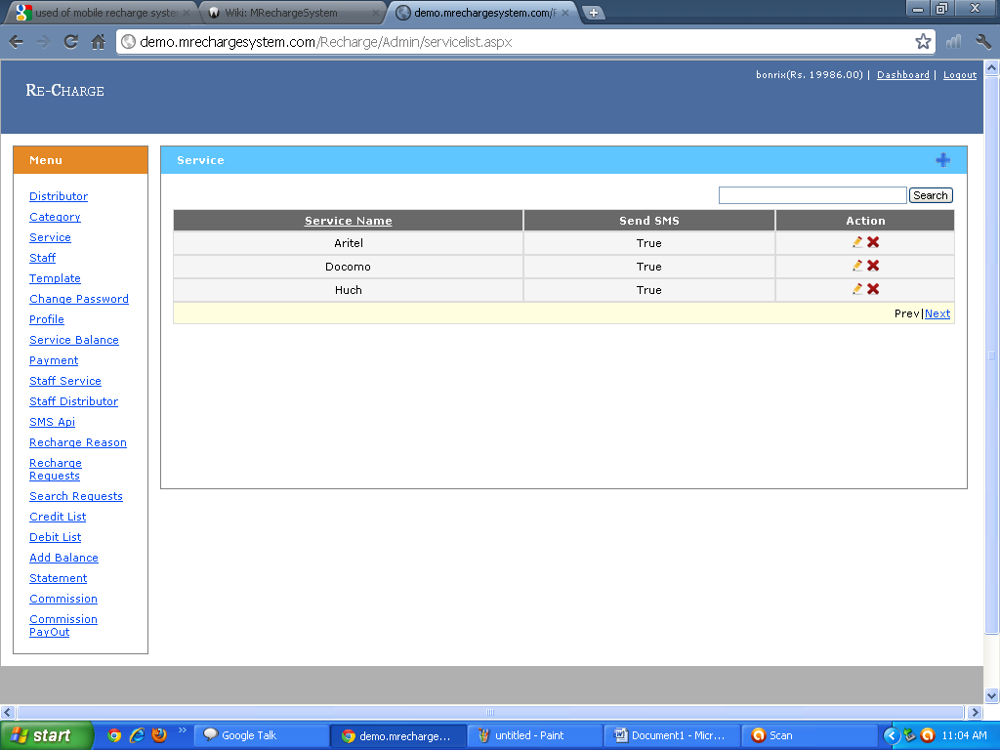 used of mobile recharge syste
Wiki: MRechargeSystem
demo.mrechargesystem.com/F
demo.mrechargesystem.com/Recharge/Admin/servicelist.aspx
bonrix(Rs. 19986.00) | Dashboard | Logout
RE-CHARGE
Menu
Distributor
Category
Service
Staff
Template
Change Password
Profile
Service Balance
Payment
Staff Service
Staff Distributor
SMS Api
Recharge Reason
Recharge
Requests
Search Requests
Credit List
Debit List
Add Balance
Statement
Commission
Commission
PayOut
Service
Search
Service Name Send SMS Action
Aritel True
Docomo True
Huch True
Prev|Next
start
Google Talk
demo.mrecharge...
untitled - Paint
Document1 - Micr...
Scan
11:04 AM